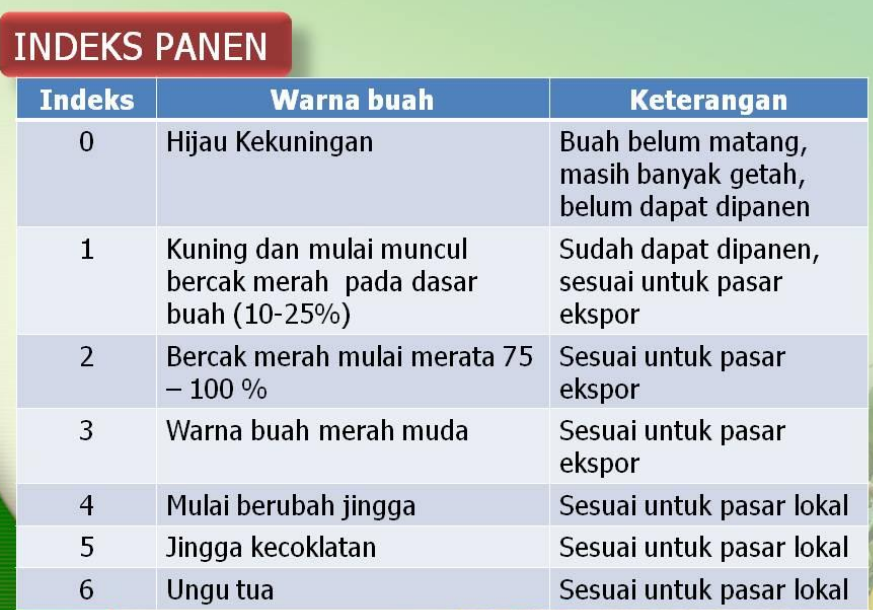 INDEKS PANEN
Indeks Warna buah Keterangan
0 Hijau Kekuningan Buah belum matang,
masih banyak getah,
belum dapat dipanen
1 Kuning dan mulai muncul Sudah dapat dipanen,
bercak merah pada dasar sesuai untuk pasar
buah (10-25%) ekspor
2 Bercak merah mulai merata 75 Sesuai untuk pasar
– 100 % ekspor
3 Warna buah merah muda Sesuai untuk pasar
ekspor
4 Mulai berubah jingga Sesuai untuk pasar lokal
5 Jingga kecoklatan Sesuai untuk pasar lokal
6 Ungu tua Sesuai untuk pasar lokal